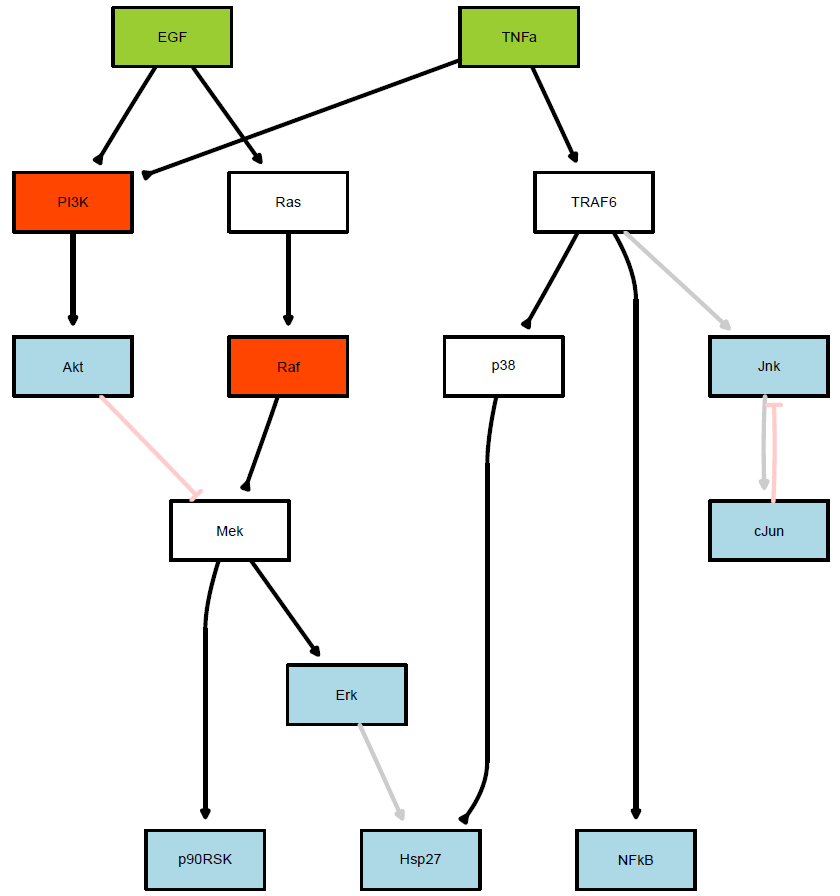 EGF
TNFa
PI3K
Ras
TRAF6
Akt
Raf
p38
Jnk
Mek
cJun
Erk
p90RSK
Hsp27
NFkB